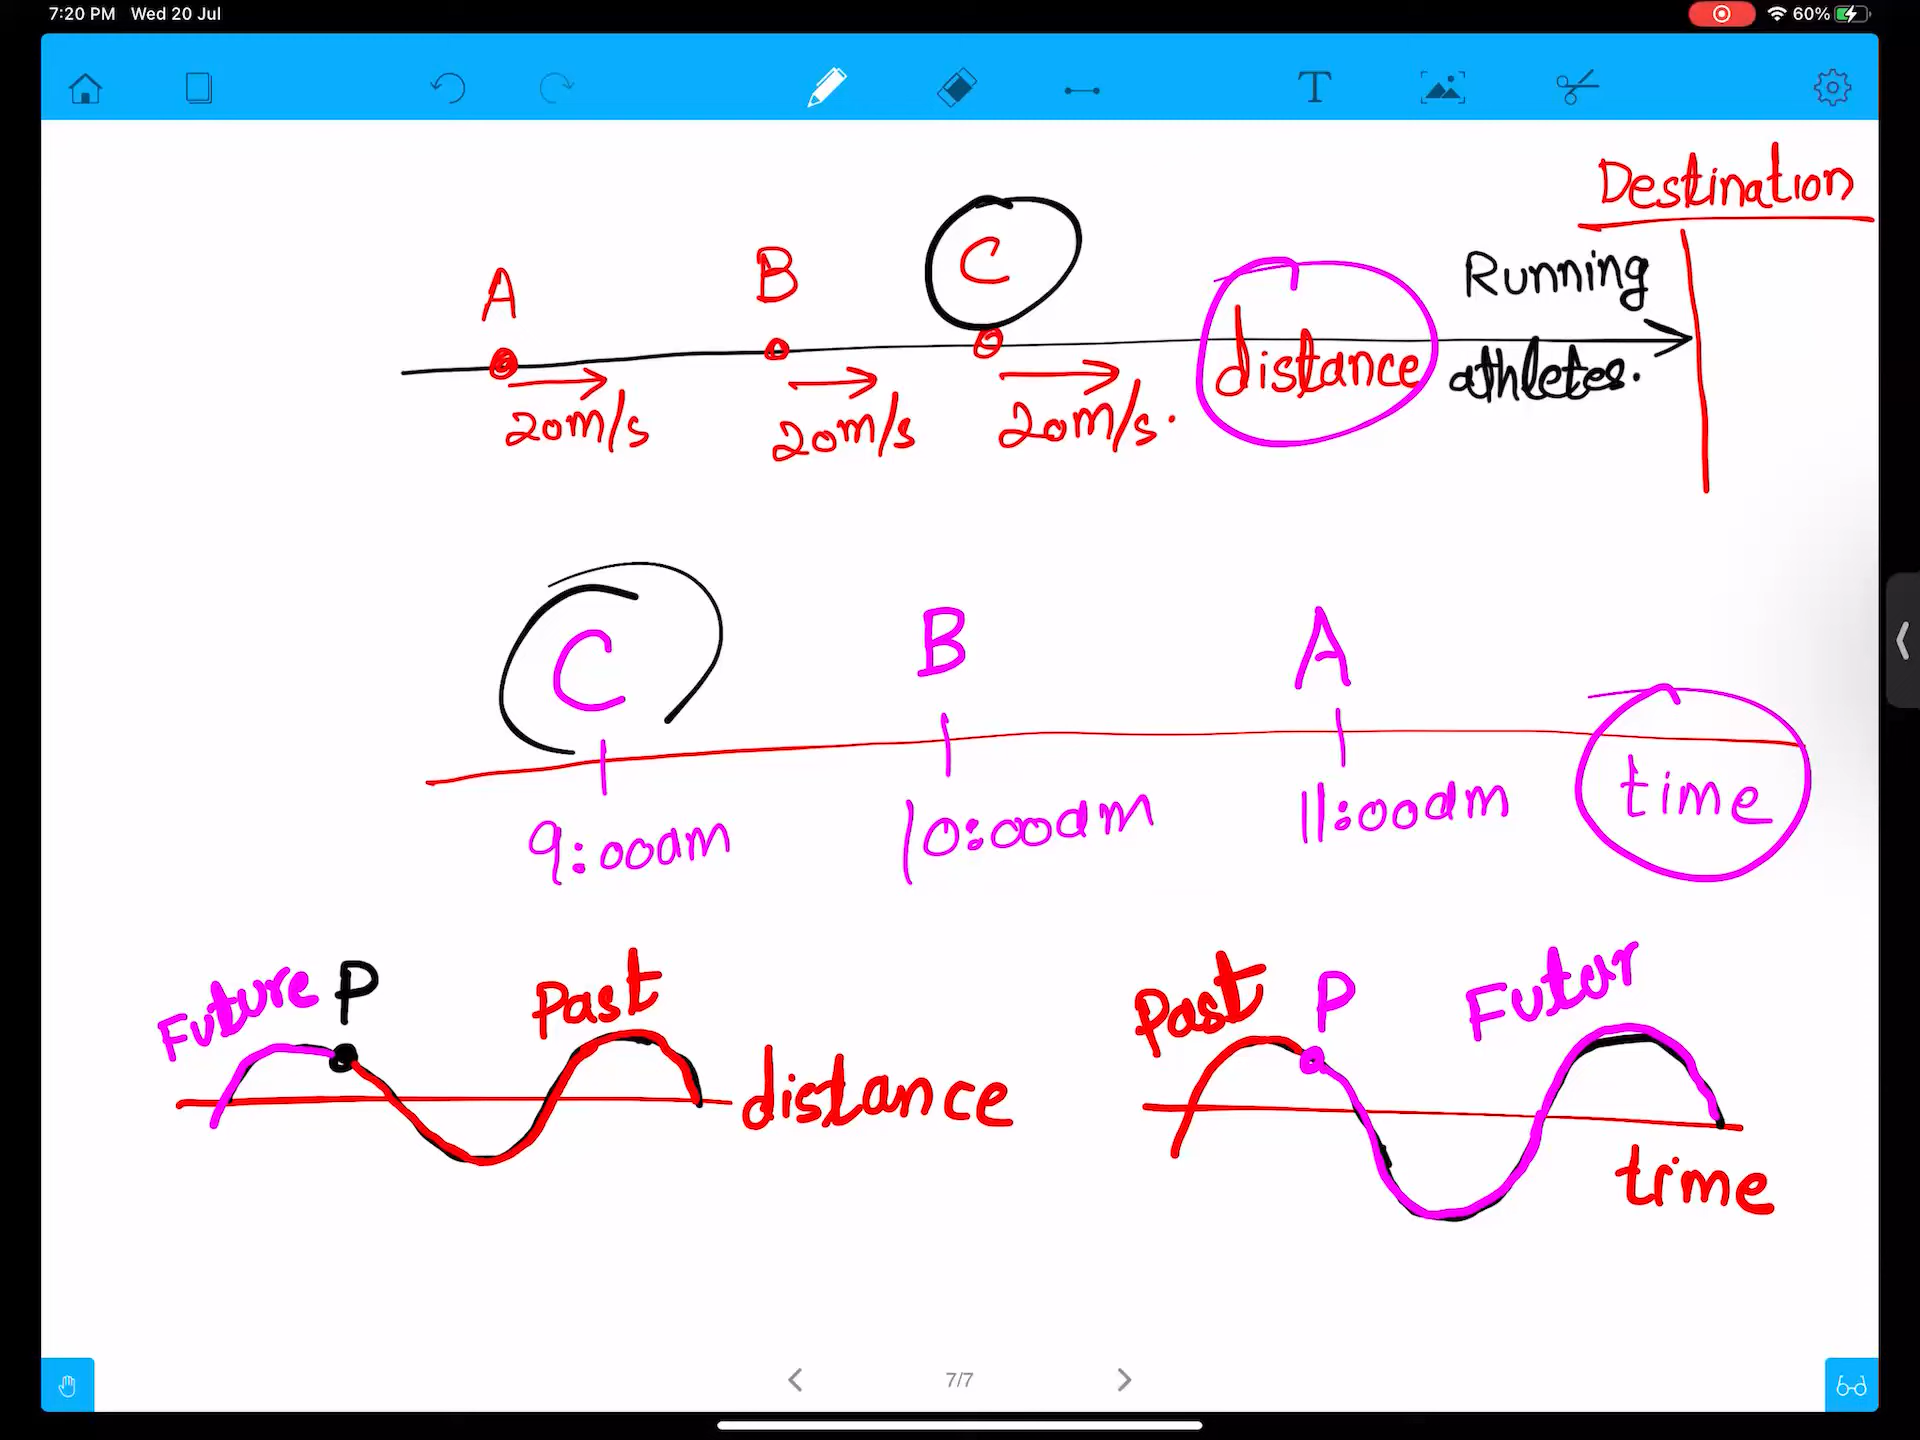 7:20 PM Wed 20 Jul
60%
T
Destination
A B C
Running
distance
athletes.
20m/s 20m/s 20m/s.
C B A
9:00am 10:00am 11:00am
time
Future P Past
distance
Past P Futur
time
7/7